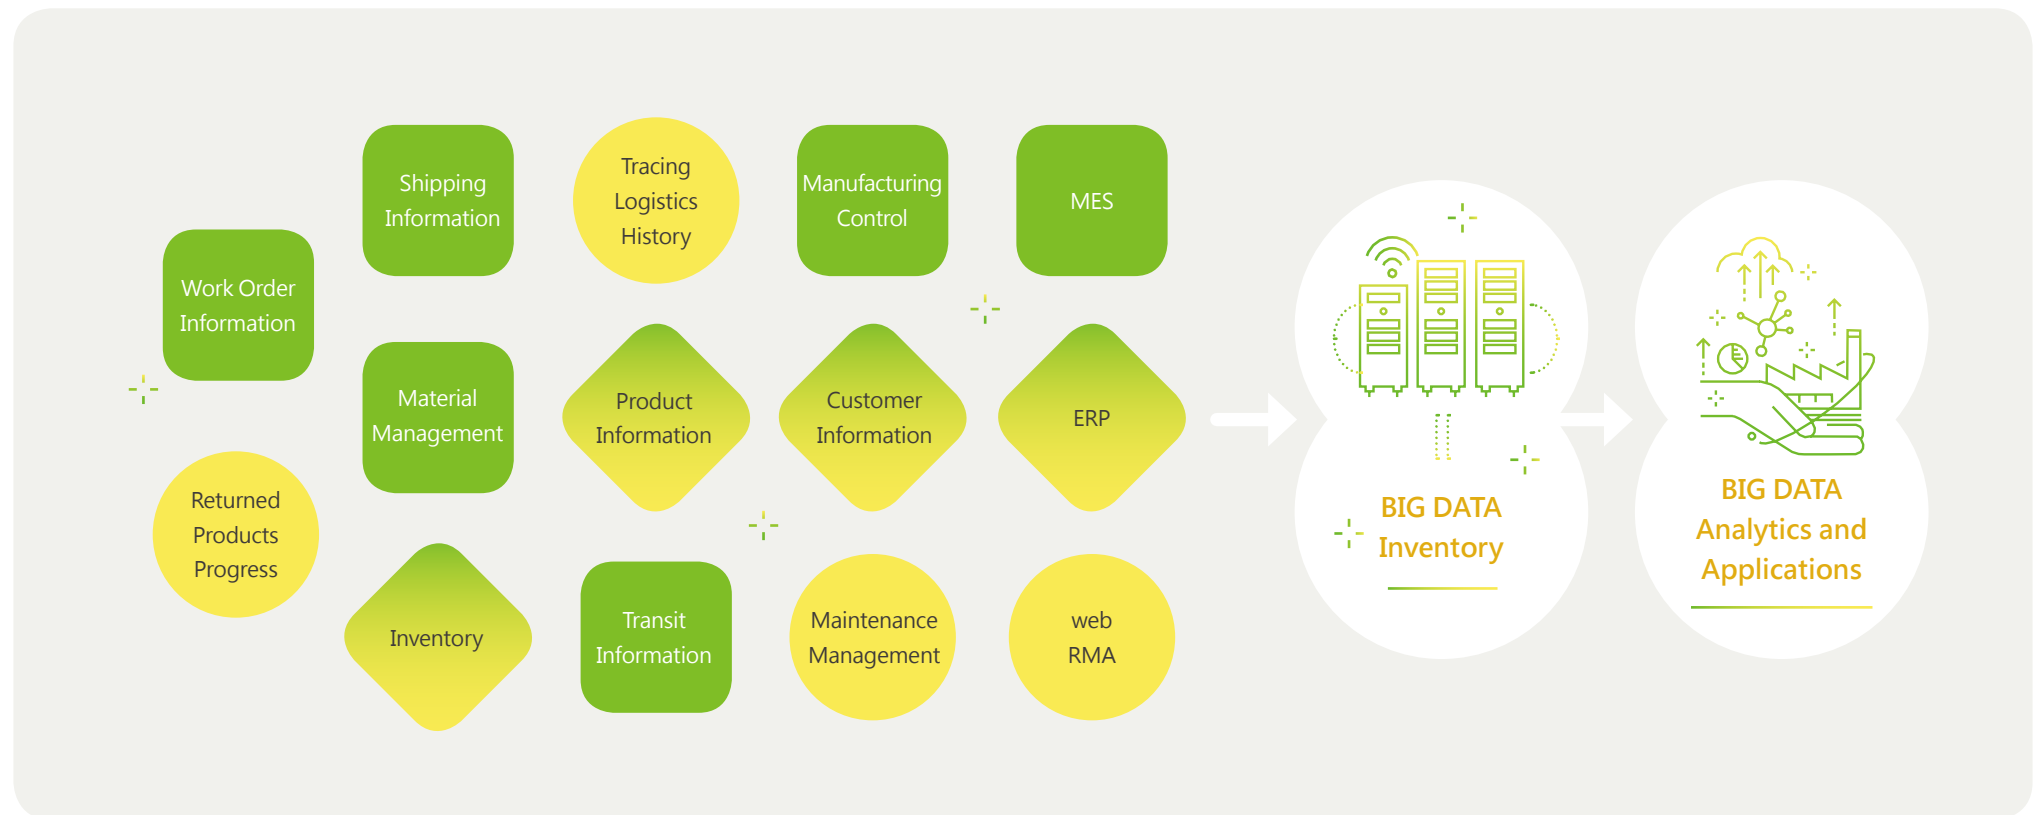 Work Order
Information
Returned
Products
Progress
Shipping
Information
Material
Management
Inventory
Tracing
Logistics
History
Product
Information
Transit
Information
Manufacturing
Control
Customer
Information
Maintenance
Management
MES
ERP
web
RMA
BIG DATA
Inventory
BIG DATA
Analytics and
Applications